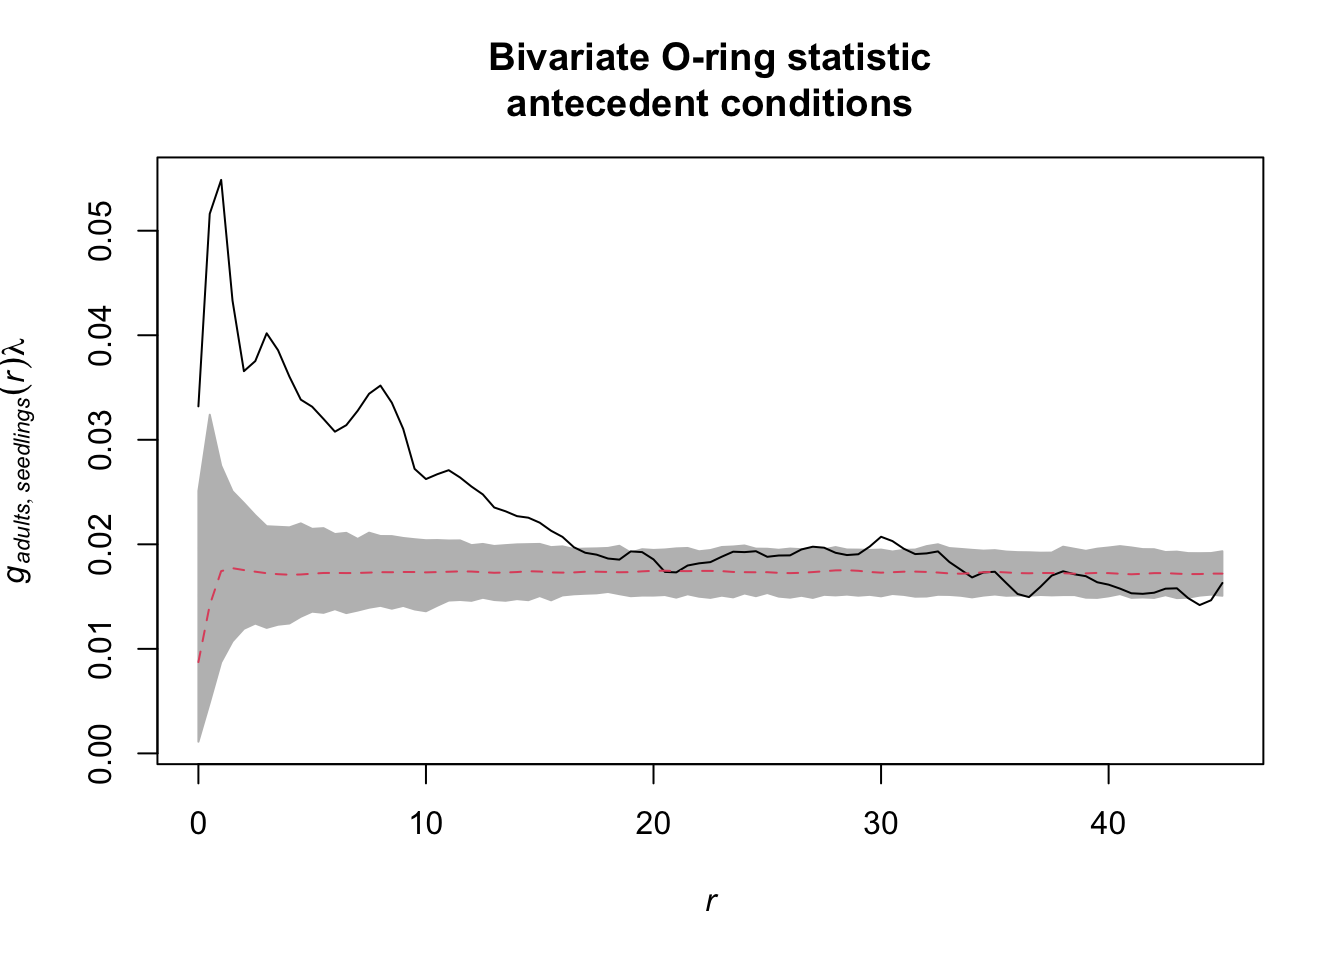 Bivariate O-ring statistic
antecedent conditions
g adults, seedlings (r)λ
0.05
0.04
0.03
0.02
0.01
0.00
0 10 20 30 40
r